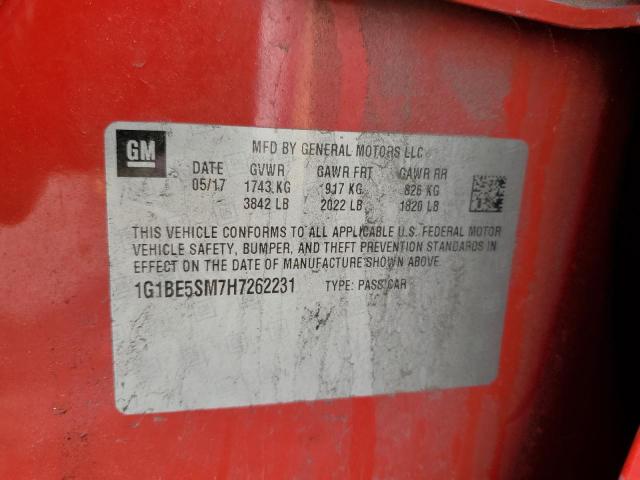 GM
MFD BY GENERAL MOTORS LLC
DATE GVWR GAWR FRT GAWR RR
05/17 1743 KG 917 KG 826 KG
3842 LB 2022 LB 1820 LB
THIS VEHICLE CONFORMS TO ALL APPLICABLE U.S. FEDERAL MOTOR
VEHICLE SAFETY, BUMPER, AND THEFT PREVENTION STANDARDS IN
EFFECT ON THE DATE OF MANUFACTURE SHOWN ABOVE.
1G1BE5SM7H7262231 TYPE: PASS CAR